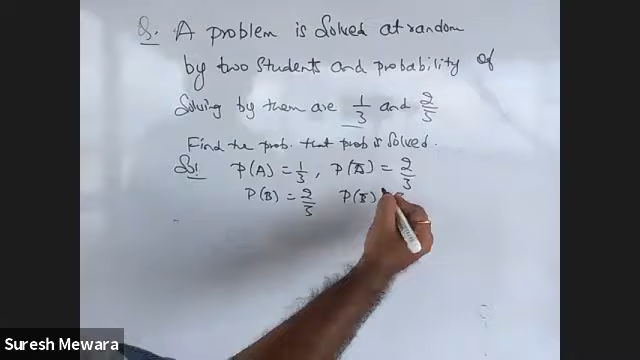 Q. A problem is solved at random
by two students and probability of
solving by them are 1/3 and 2/5
Find the prob. that prob is solved.
Sol P(A) = 1/3, P(A̅) = 2/3
P(B) = 2/5 P(B̅)
Suresh Mewara